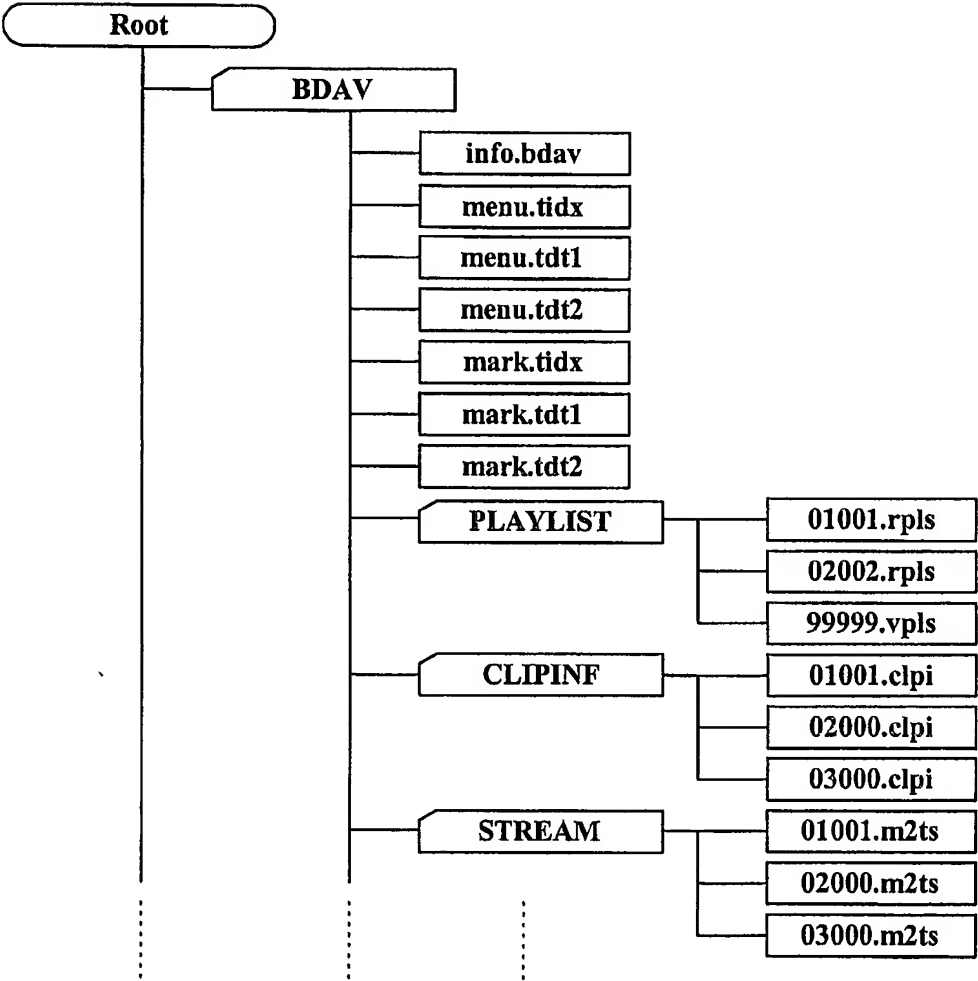 Root
BDAV
info.bdav
menu.tidx
menu.tdt1
menu.tdt2
mark.tidx
mark.tdt1
mark.tdt2
PLAYLIST
01001.rpls
02002.rpls
99999.vpls
CLIPINF
01001.clpi
02000.clpi
03000.clpi
STREAM
01001.m2ts
02000.m2ts
03000.m2ts